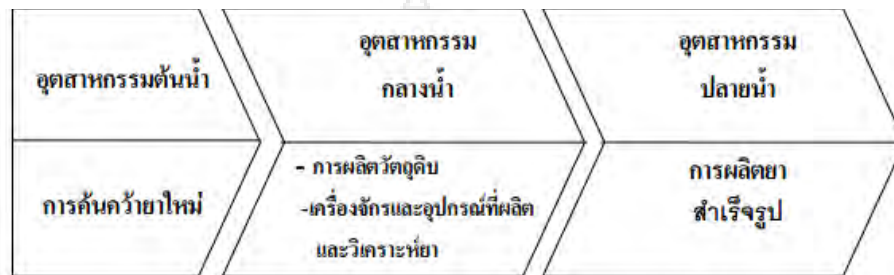 อุตสาหกรรมต้นน้ำ
การค้นคว้ายาใหม่
อุตสาหกรรม
กลางน้ำ
- การผลิตวัตถุดิบ
-เครื่องจักรและอุปกรณ์ที่ผลิต
และวิเคราะห์ยา
อุตสาหกรรม
ปลายน้ำ
การผลิตยา
สำเร็จรูป